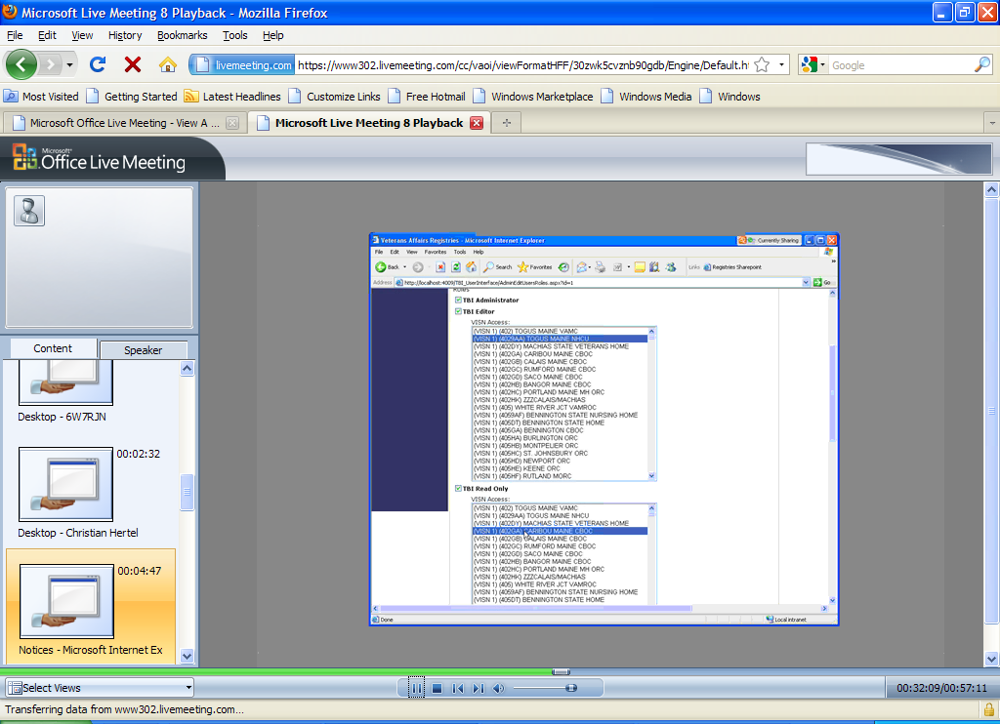 Microsoft Live Meeting 8 Playback - Mozilla Firefox
File Edit View History Bookmarks Tools Help
livemeeting.com https://www302.livemeeting.com/cc/vaoi/viewFormatHFF/30zwk5cvznb90gdb/Engine/Default.h Google
Most Visited Getting Started Latest Headlines Customize Links Free Hotmail Windows Marketplace Windows Media Windows
Microsoft Office Live Meeting - View A ... Microsoft Live Meeting 8 Playback
Microsoft
Office Live Meeting
Veterans Affairs Registries - Microsoft Internet Explorer Currently Sharing
File Edit View Favorites Tools Help
Back Search Favorites Links Registries Sharepoint
Address http://localhost:4009/TBI_UserInterface/AdminEditUsersRoles.aspx?id=1 Go
Roles
TBI Administrator
TBI Editor
VISN Access:
(VISN 1) (402) TOGUS MAINE VAMC
(VISN 1) (4029AA) TOGUS MAINE NHCU
(VISN 1) (402DY) MACHIAS STATE VETERANS HOME
(VISN 1) (402GA) CARIBOU MAINE CBOC
(VISN 1) (402GB) CALAIS MAINE CBOC
(VISN 1) (402GC) RUMFORD MAINE CBOC
(VISN 1) (402GD) SACO MAINE CBOC
(VISN 1) (402HB) BANGOR MAINE CBOC
(VISN 1) (402HC) PORTLAND MAINE MH ORC
(VISN 1) (402HK) ZZZCALAIS/MACHIAS
(VISN 1) (405) WHITE RIVER JCT VAMROC
(VISN 1) (4059AF) BENNINGTON STATE NURSING HOME
(VISN 1) (405DT) BENNINGTON STATE HOME
(VISN 1) (405GA) BENNINGTON CBOC
(VISN 1) (405HA) BURLINGTON ORC
(VISN 1) (405HB) MONTPELIER ORC
(VISN 1) (405HC) ST. JOHNSBURY ORC
(VISN 1) (405HD) NEWPORT ORC
(VISN 1) (405HE) KEENE ORC
(VISN 1) (405HF) RUTLAND MORC
TBI Read Only
VISN Access:
(VISN 1) (402) TOGUS MAINE VAMC
(VISN 1) (4029AA) TOGUS MAINE NHCU
(VISN 1) (402DY) MACHIAS STATE VETERANS HOME
(VISN 1) (402GA) CARIBOU MAINE CBOC
(VISN 1) (402GB) CALAIS MAINE CBOC
(VISN 1) (402GC) RUMFORD MAINE CBOC
(VISN 1) (402GD) SACO MAINE CBOC
(VISN 1) (402HB) BANGOR MAINE CBOC
(VISN 1) (402HC) PORTLAND MAINE MH ORC
(VISN 1) (402HK) ZZZCALAIS/MACHIAS
(VISN 1) (405) WHITE RIVER JCT VAMROC
(VISN 1) (4059AF) BENNINGTON STATE NURSING HOME
(VISN 1) (405DT) BENNINGTON STATE HOME
Done Local intranet
Content Speaker
Desktop - 6W7RJN
00:02:32
Desktop - Christian Hertel
00:04:47
Notices - Microsoft Internet Ex
Select Views 00:32:09/00:57:11
Transferring data from www302.livemeeting.com...